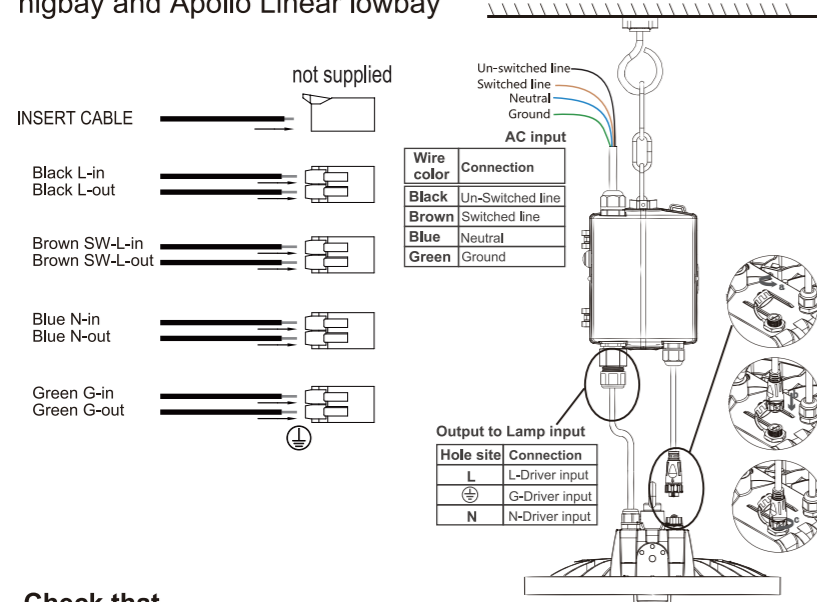 higbay and Apollo Linear lowbay
not supplied
INSERT CABLE
Black L-in
Black L-out
Brown SW-L-in
Brown SW-L-out
Blue N-in
Blue N-out
Green G-in
Green G-out
Un-switched line
Switched line
Neutral
Ground
AC input
Wire color Connection
Black Un-Switched line
Brown Switched line
Blue Neutral
Green Ground
Output to Lamp input
Hole site Connection
L L-Driver input
G-Driver input
N N-Driver input
Check that